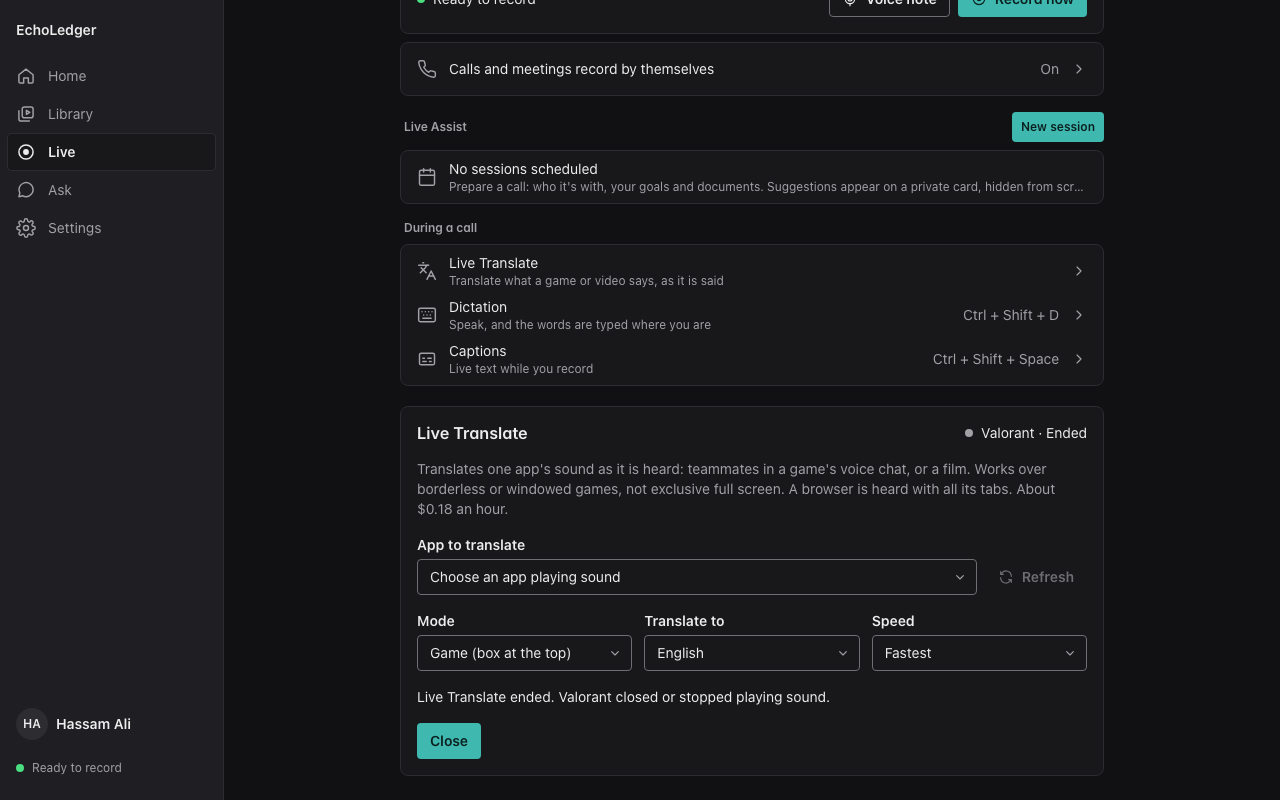 EchoLedger
Home
Library
Live
Ask
Settings
HA
Hassam Ali
Ready to record
Ready to record
Voice note
Record now
Calls and meetings record by themselves
On
Live Assist
New session
No sessions scheduled
Prepare a call: who it's with, your goals and documents. Suggestions appear on a private card, hidden from scr...
During a call
Live Translate
Translate what a game or video says, as it is said
Dictation
Speak, and the words are typed where you are
Ctrl + Shift + D
Captions
Live text while you record
Ctrl + Shift + Space
Live Translate
Valorant · Ended
Translates one app's sound as it is heard: teammates in a game's voice chat, or a film. Works over
borderless or windowed games, not exclusive full screen. A browser is heard with all its tabs. About
$0.18 an hour.
App to translate
Choose an app playing sound
Refresh
Mode
Translate to
Speed
Game (box at the top)
English
Fastest
Live Translate ended. Valorant closed or stopped playing sound.
Close